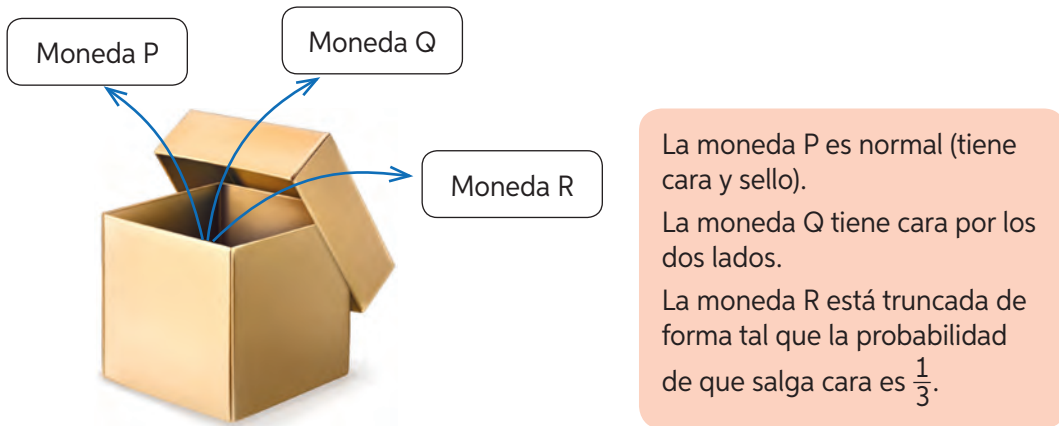 Moneda P
Moneda Q
Moneda R
La moneda P es normal (tiene
cara y sello).
La moneda Q tiene cara por los
dos lados.
La moneda R está truncada de
forma tal que la probabilidad
de que salga cara es 1/3.